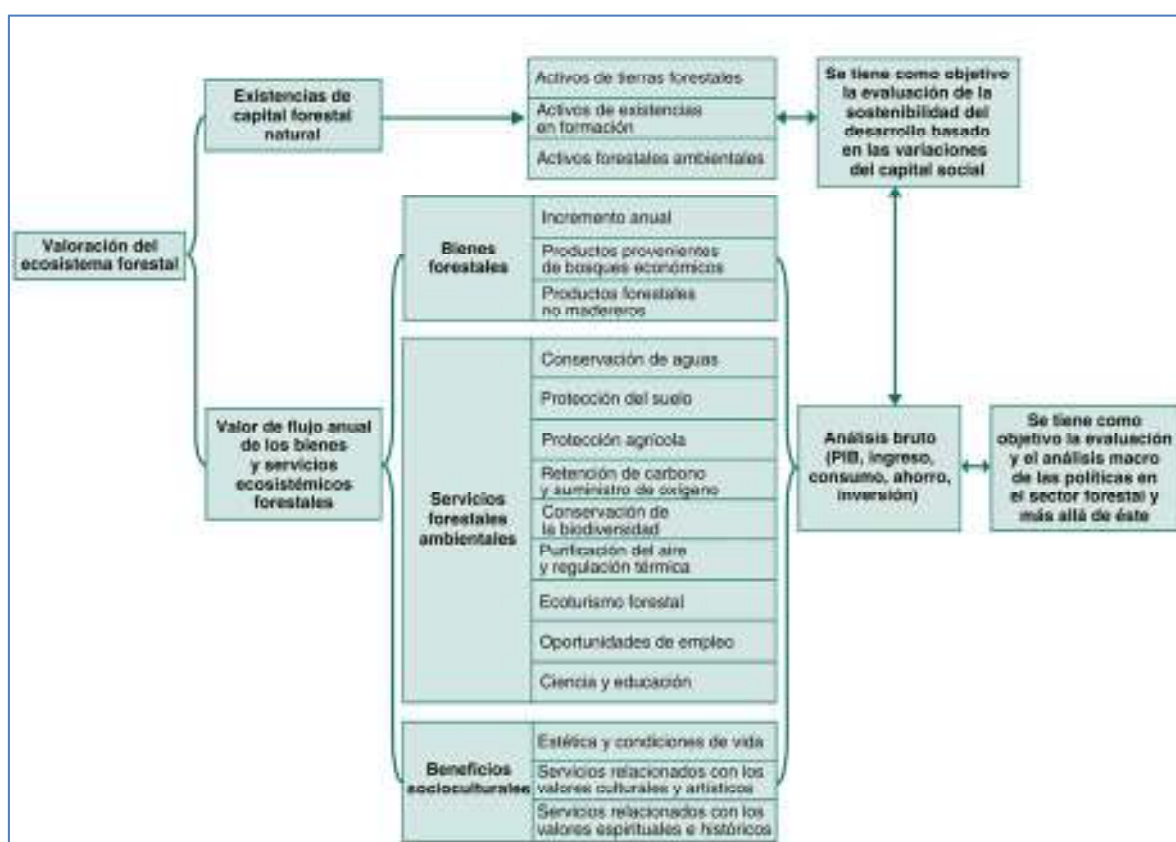 Valoración del
ecosistema forestal
Existencias de
capital forestal
natural
Activos de tierras forestales
Activos de existencias
en formación
Activos forestales ambientales
Se tiene como objetivo
la evaluación de la
sostenibilidad del
desarrollo basado
en las variaciones
del capital social
Valor de flujo anual
de los bienes
y servicios
ecosistémicos
forestales
Bienes
forestales
Incremento anual
Productos provenientes
de bosques económicos
Productos forestales
no madereros
Servicios
forestales
ambientales
Conservación de aguas
Protección del suelo
Protección agrícola
Retención de carbono
y suministro de oxígeno
Conservación de
la biodiversidad
Purificación del aire
y regulación térmica
Ecoturismo forestal
Oportunidades de empleo
Ciencia y educación
Beneficios
socioculturales
Estética y condiciones de vida
Servicios relacionados con los
valores culturales y artísticos
Servicios relacionados con los
valores espirituales e históricos
Análisis bruto
(PIB, ingreso,
consumo, ahorro,
inversión)
Se tiene como
objetivo la evaluación
y el análisis macro
de las políticas en
el sector forestal y
más allá de éste